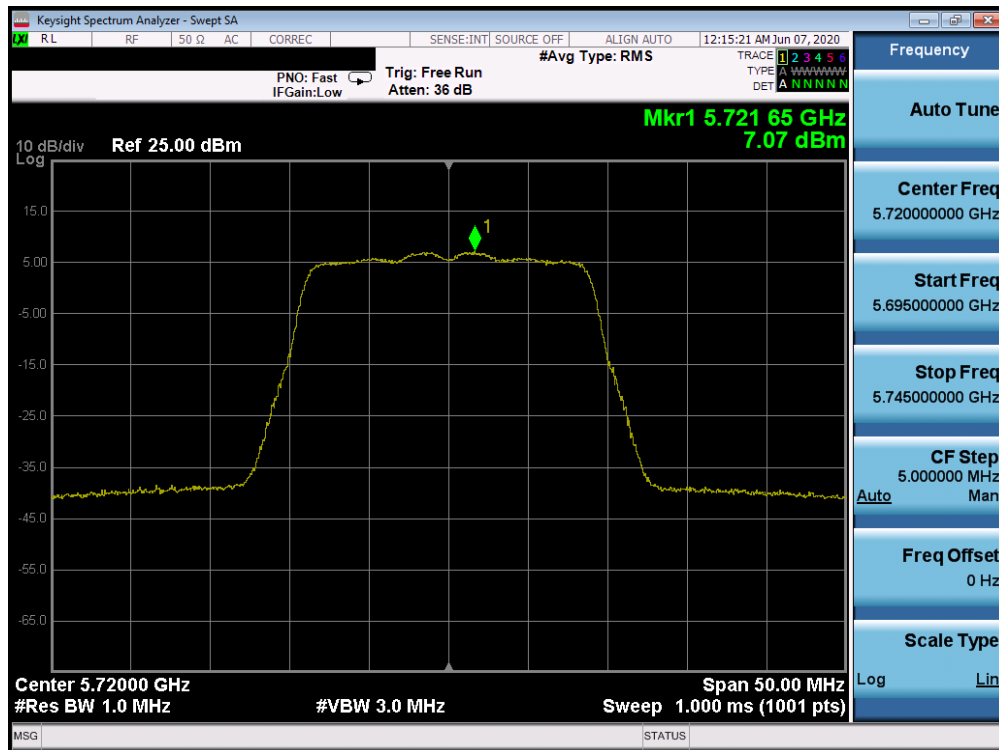 Keysight Spectrum Analyzer - Swept SA
LXI RL RF 50 Ω AC CORREC SENSE:INT SOURCE OFF ALIGN AUTO 12:15:21 AM Jun 07, 2020
#Avg Type: RMS
TRACE 1 2 3 4 5 6
PNO: Fast Trig: Free Run
TYPE A WWWWW
IFGain:Low Atten: 36 dB
DET A N N N N N
Mkr1 5.721 65 GHz
7.07 dBm
10 dB/div Ref 25.00 dBm
Log
15.0
1
5.00
-5.00
-15.0
-25.0
-35.0
-45.0
-55.0
-65.0
Center 5.72000 GHz Span 50.00 MHz
#Res BW 1.0 MHz #VBW 3.0 MHz Sweep 1.000 ms (1001 pts)
MSG STATUS
Frequency
Auto Tune
Center Freq
5.720000000 GHz
Start Freq
5.695000000 GHz
Stop Freq
5.745000000 GHz
CF Step
5.000000 MHz
Auto Man
Freq Offset
0 Hz
Scale Type
Log Lin